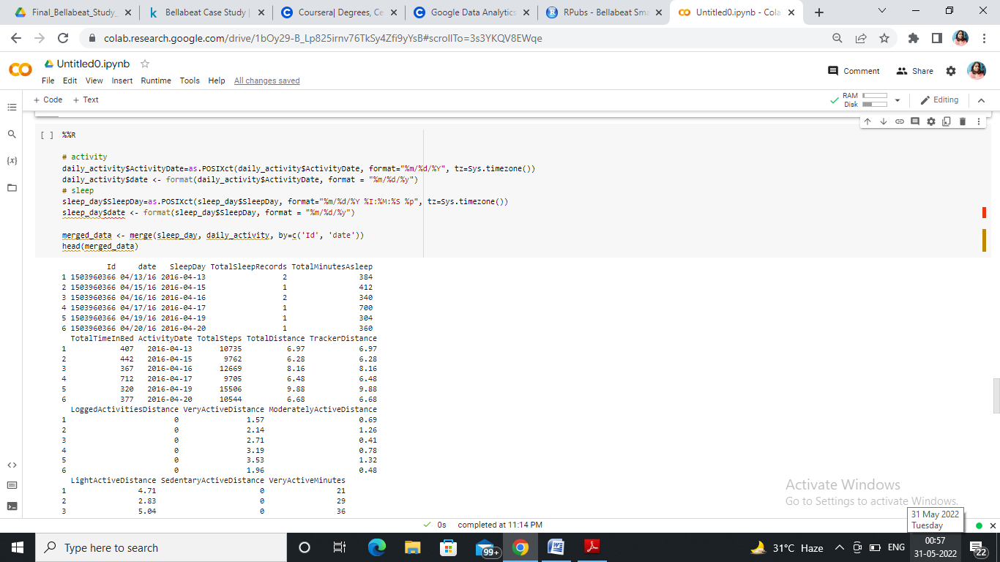 Final_Bellabeat_Study_
Bellabeat Case Study |
Coursera| Degrees, Ce
Google Data Analytics
RPubs - Bellabeat Sma
Untitled0.ipynb - Cola
colab.research.google.com/drive/1bOy29-B_Lp825irnv76TkSy4Zfi9yYsB#scrollTo=3s3YKQV8EWqe
Untitled0.ipynb
File Edit View Insert Runtime Tools Help All changes saved
Comment Share
+ Code + Text
RAM
Disk
Editing
[ ] %%R
# activity
daily_activity$ActivityDate=as.POSIXct(daily_activity$ActivityDate, format="%m/%d/%Y", tz=Sys.timezone())
daily_activity$date <- format(daily_activity$ActivityDate, format = "%m/%d/%y")
# sleep
sleep_day$SleepDay=as.POSIXct(sleep_day$SleepDay, format="%m/%d/%Y %I:%M:%S %p", tz=Sys.timezone())
sleep_day$date <- format(sleep_day$SleepDay, format = "%m/%d/%y")
merged_data <- merge(sleep_day, daily_activity, by=c('Id', 'date'))
head(merged_data)
Id date SleepDay TotalSleepRecords TotalMinutesAsleep
1 1503960366 04/13/16 2016-04-13 2 384
2 1503960366 04/15/16 2016-04-15 1 412
3 1503960366 04/16/16 2016-04-16 2 340
4 1503960366 04/17/16 2016-04-17 1 700
5 1503960366 04/19/16 2016-04-19 1 304
6 1503960366 04/20/16 2016-04-20 1 360
TotalTimeInBed ActivityDate TotalSteps TotalDistance TrackerDistance
1 407 2016-04-13 10735 6.97 6.97
2 442 2016-04-15 9762 6.28 6.28
3 367 2016-04-16 12669 8.16 8.16
4 712 2016-04-17 9705 6.48 6.48
5 320 2016-04-19 15506 9.88 9.88
6 377 2016-04-20 10544 6.68 6.68
LoggedActivitiesDistance VeryActiveDistance ModeratelyActiveDistance
1 0 1.57 0.69
2 0 2.14 1.26
3 0 2.71 0.41
4 0 3.19 0.78
5 0 3.53 1.32
6 0 1.96 0.48
LightActiveDistance SedentaryActiveDistance VeryActiveMinutes
1 4.71 0 21
2 2.83 0 29
3 5.04 0 36
Activate Windows
Go to Settings to activate Windows.
31 May 2022
Tuesday
0s completed at 11:14 PM
Type here to search
99+
31°C Haze
ENG
00:57
31-05-2022
22